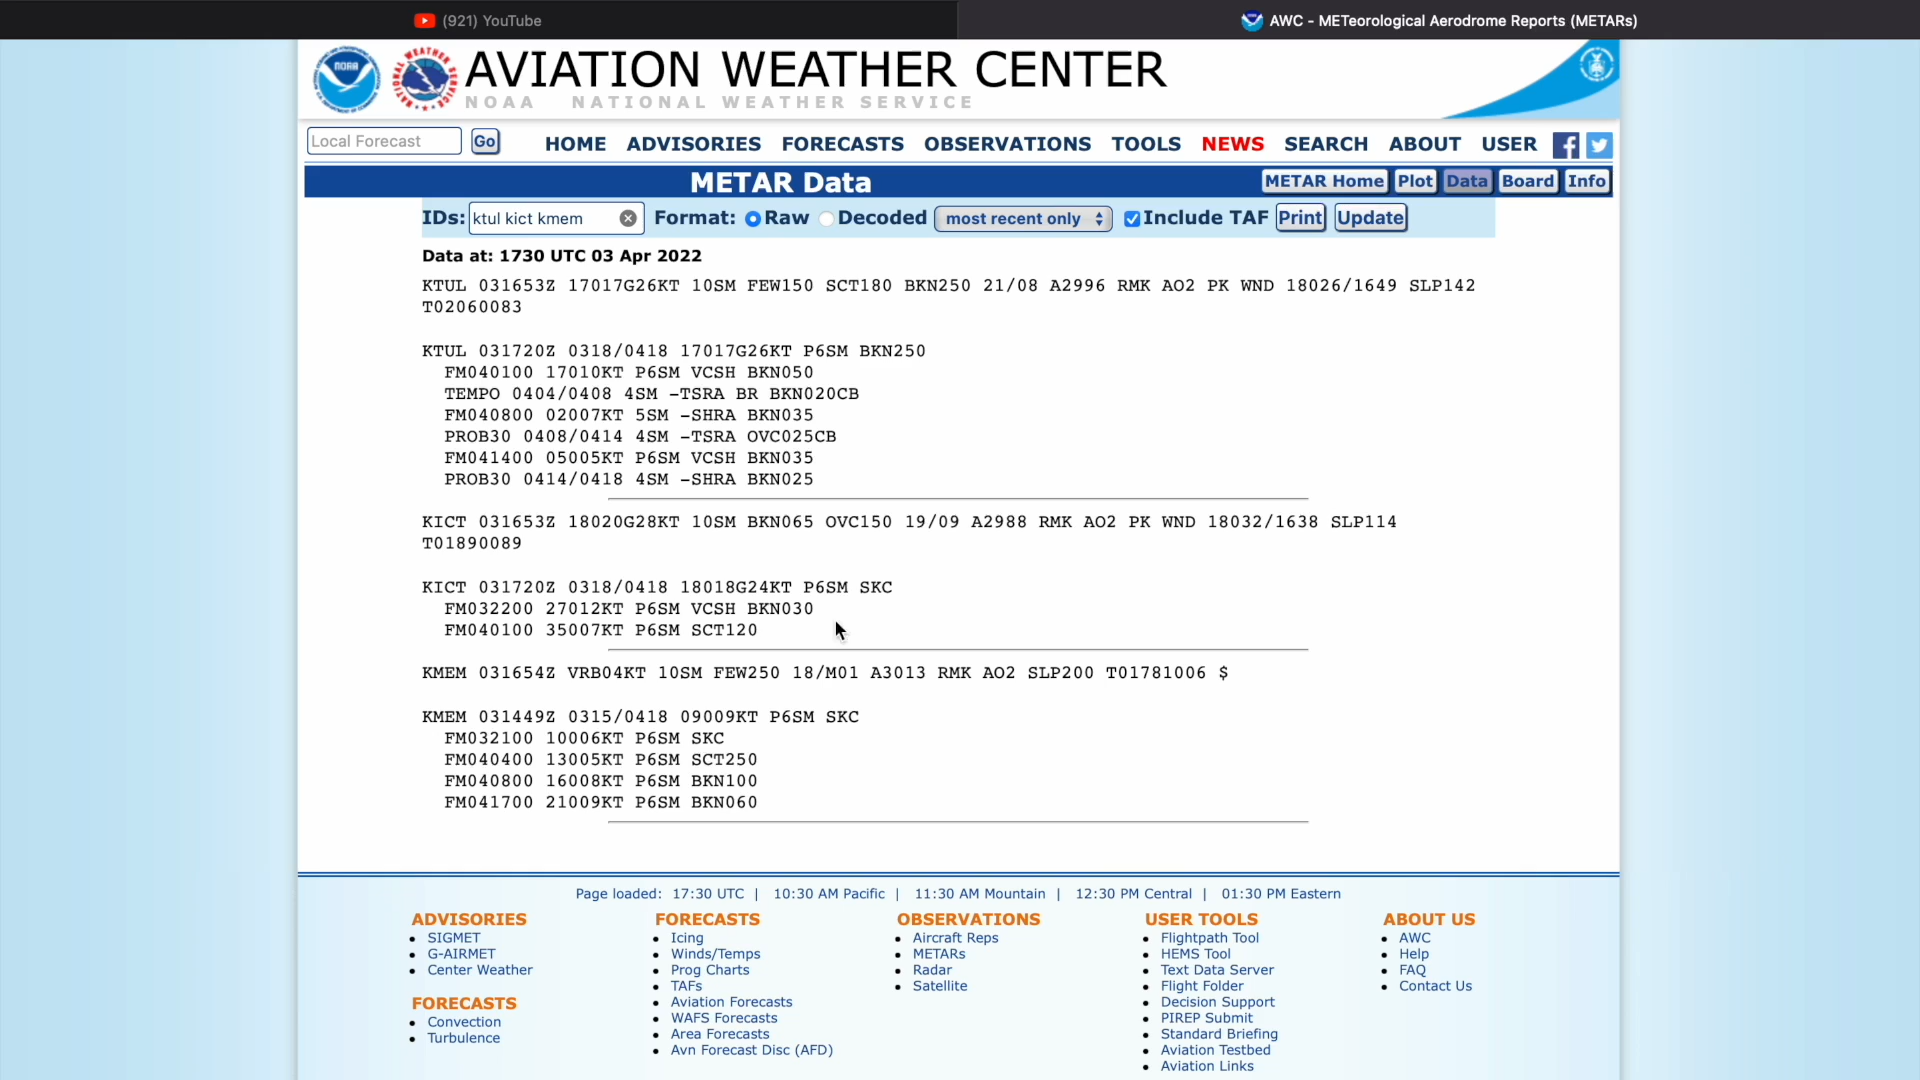 (921) YouTube
AWC - METeorological Aerodrome Reports (METARs)
NOAA
AVIATION WEATHER CENTER
NOAA NATIONAL WEATHER SERVICE
Local Forecast Go HOME ADVISORIES FORECASTS OBSERVATIONS TOOLS NEWS SEARCH ABOUT USER
METAR Data METAR Home Plot Data Board Info
IDs: ktul kict kmem Format: Raw Decoded most recent only Include TAF Print Update
Data at: 1730 UTC 03 Apr 2022
KTUL 031653Z 17017G26KT 10SM FEW150 SCT180 BKN250 21/08 A2996 RMK AO2 PK WND 18026/1649 SLP142
T02060083
KTUL 031720Z 0318/0418 17017G26KT P6SM BKN250
FM040100 17010KT P6SM VCSH BKN050
TEMPO 0404/0408 4SM -TSRA BR BKN020CB
FM040800 02007KT 5SM -SHRA BKN035
PROB30 0408/0414 4SM -TSRA OVC025CB
FM041400 05005KT P6SM VCSH BKN035
PROB30 0414/0418 4SM -SHRA BKN025
KICT 031653Z 18020G28KT 10SM BKN065 OVC150 19/09 A2988 RMK AO2 PK WND 18032/1638 SLP114
T01890089
KICT 031720Z 0318/0418 18018G24KT P6SM SKC
FM032200 27012KT P6SM VCSH BKN030
FM040100 35007KT P6SM SCT120
KMEM 031654Z VRB04KT 10SM FEW250 18/M01 A3013 RMK AO2 SLP200 T01781006 $
KMEM 031449Z 0315/0418 09009KT P6SM SKC
FM032100 10006KT P6SM SKC
FM040400 13005KT P6SM SCT250
FM040800 16008KT P6SM BKN100
FM041700 21009KT P6SM BKN060
Page loaded: 17:30 UTC | 10:30 AM Pacific | 11:30 AM Mountain | 12:30 PM Central | 01:30 PM Eastern
ADVISORIES
SIGMET
G-AIRMET
Center Weather
FORECASTS
Convection
Turbulence
FORECASTS
Icing
Winds/Temps
Prog Charts
TAFs
Aviation Forecasts
WAFS Forecasts
Area Forecasts
Avn Forecast Disc (AFD)
OBSERVATIONS
Aircraft Reps
METARs
Radar
Satellite
USER TOOLS
Flightpath Tool
HEMS Tool
Text Data Server
Flight Folder
Decision Support
PIREP Submit
Standard Briefing
Aviation Testbed
Aviation Links
ABOUT US
AWC
Help
FAQ
Contact Us